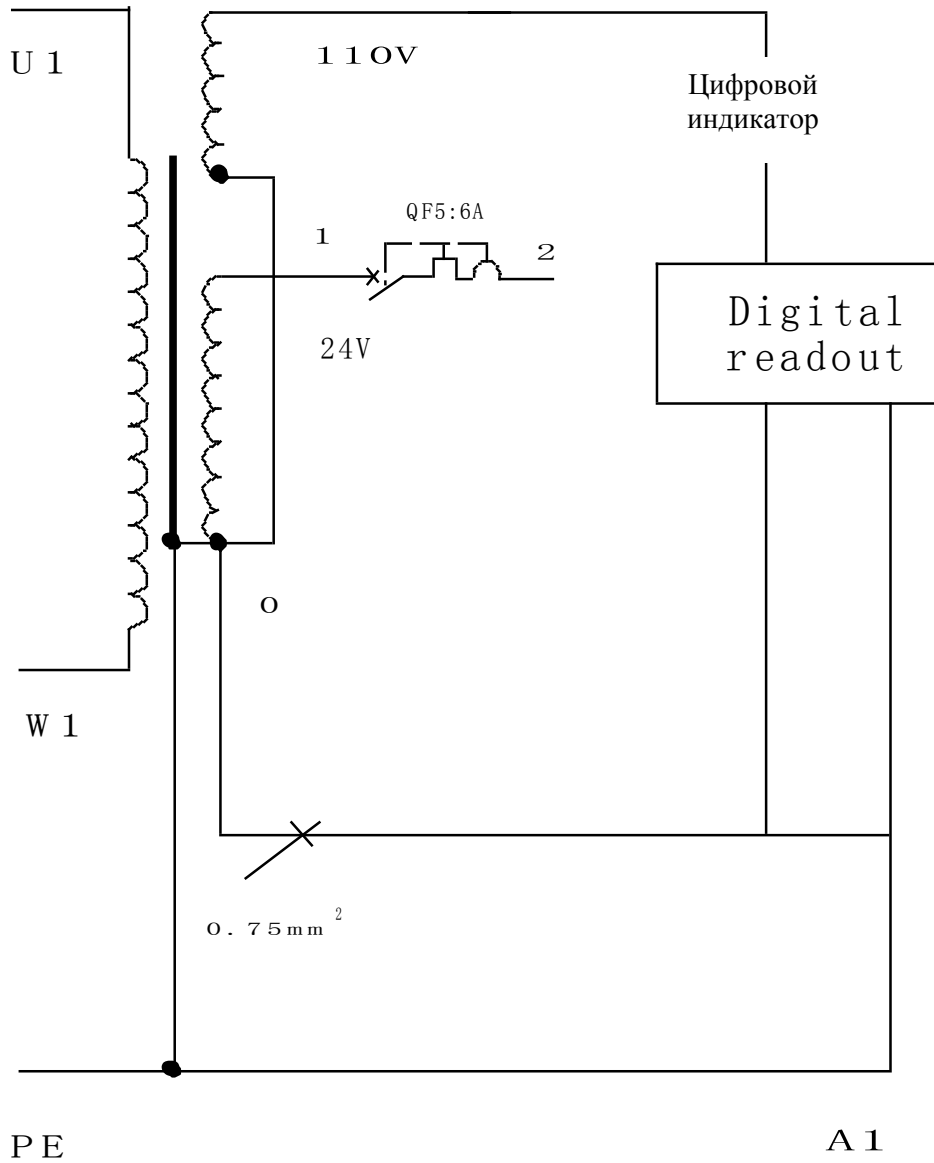 U1
110V
Цифровой
индикатор
QF5:6A
1
2
24V
Digital
readout
0
W1
0.75mm²
PE
A1